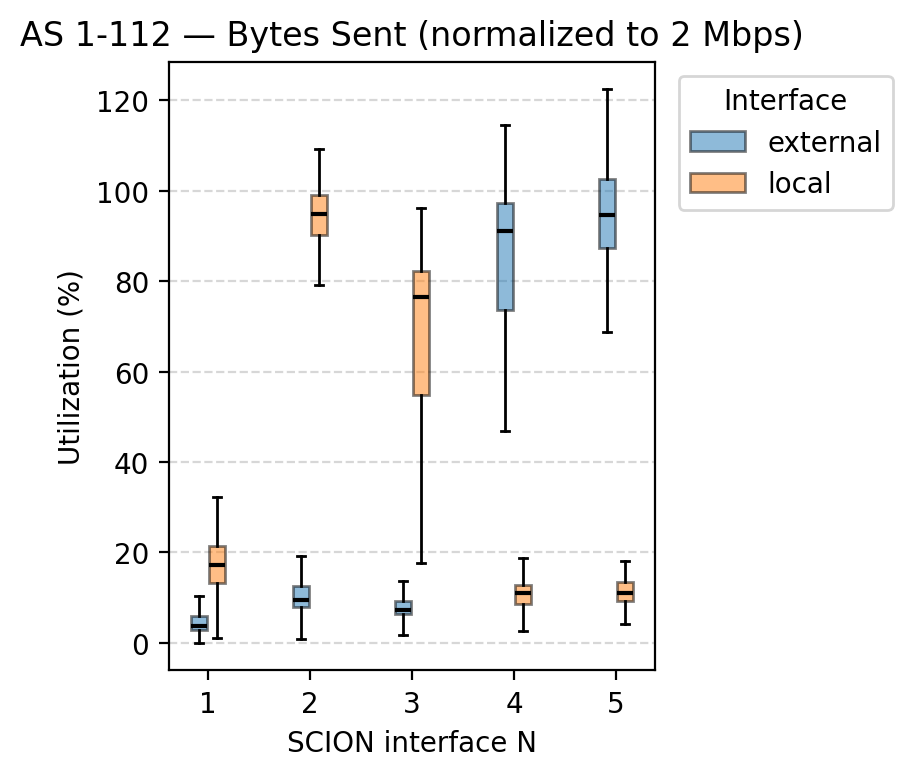 AS 1-112 — Bytes Sent (normalized to 2 Mbps)
Interface
external
local
Utilization (%)
120
100
80
60
40
20
0
1 2 3 4 5
SCION interface N